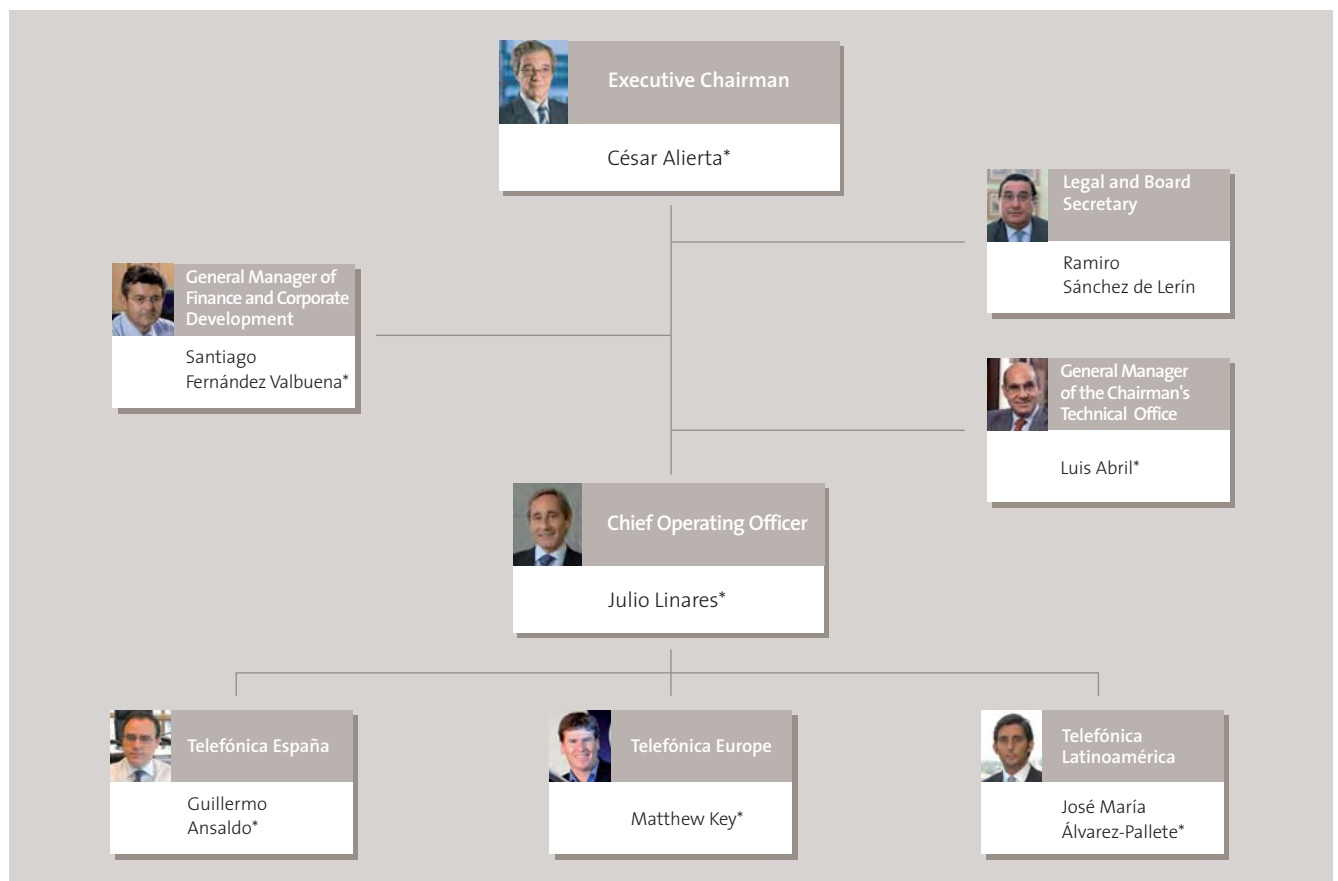 Executive Chairman
César Alierta*
Legal and Board
Secretary
Ramiro
Sánchez de Lerín
General Manager of
Finance and Corporate
Development
Santiago
Fernández Valbuena*
General Manager
of the Chairman's
Technical Office
Luis Abril*
Chief Operating Officer
Julio Linares*
Telefónica España
Guillermo
Ansaldo*
Telefónica Europe
Matthew Key*
Telefónica
Latinoamérica
José María
Álvarez-Pallete*